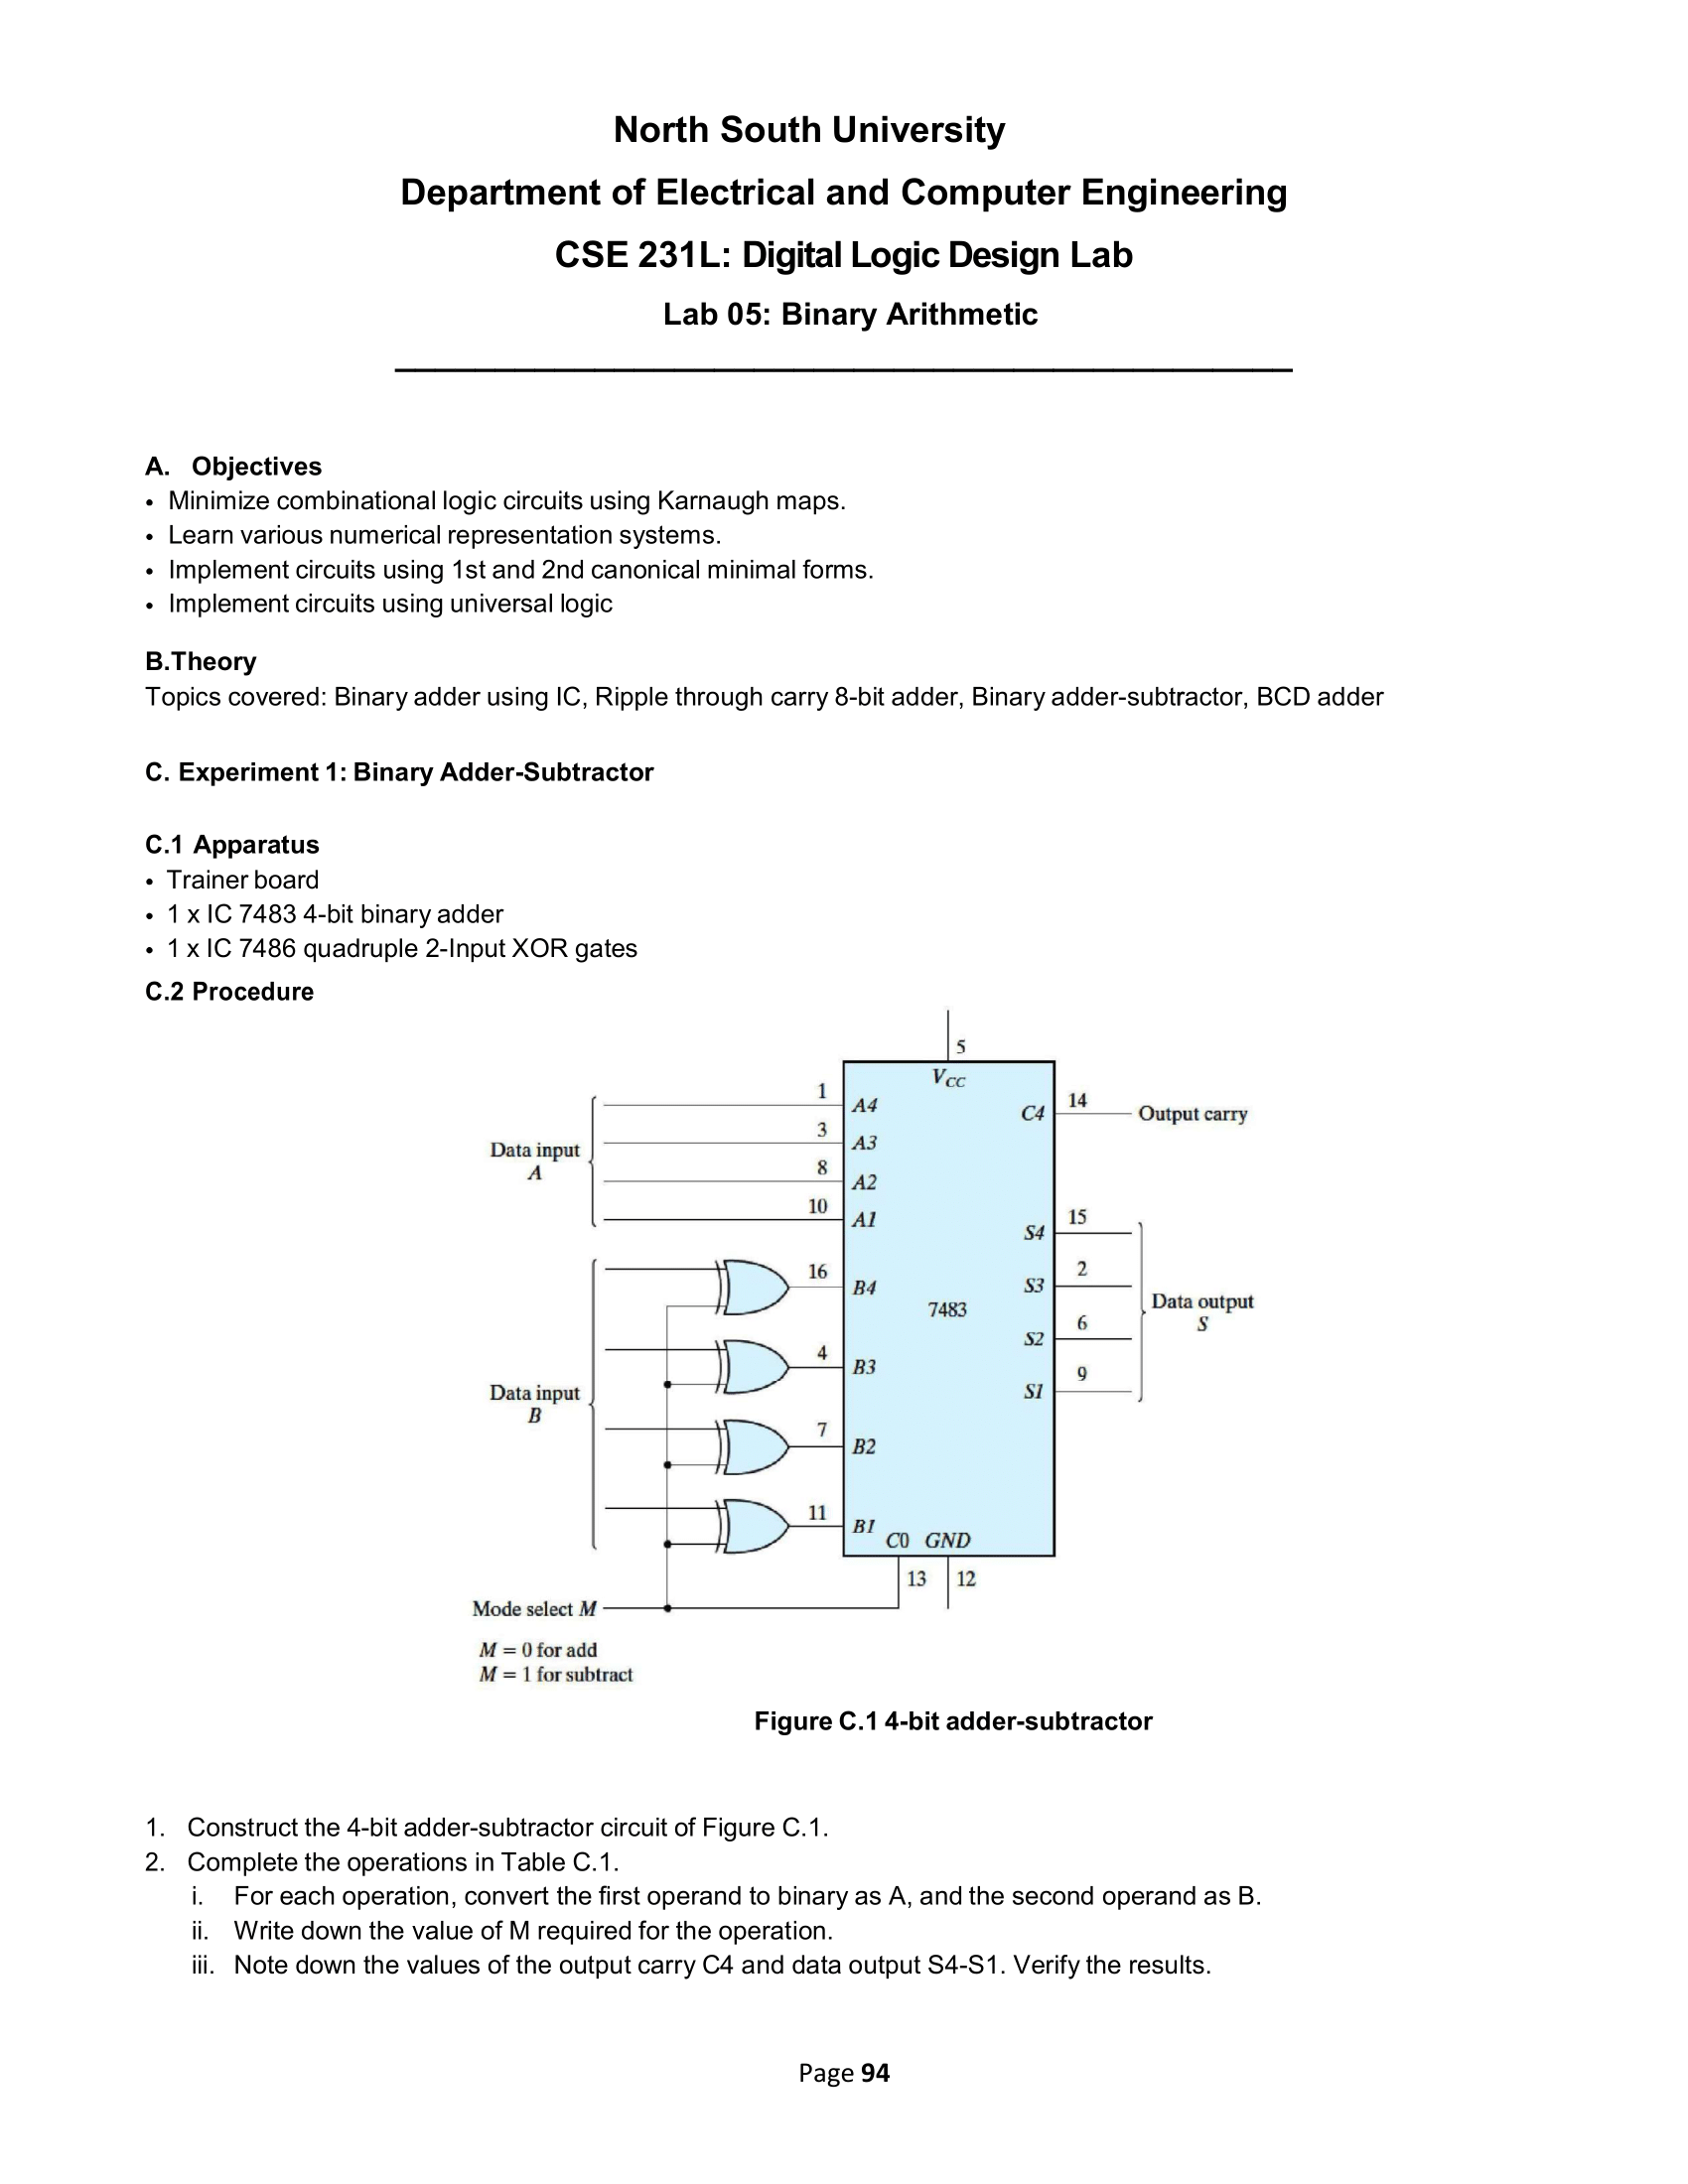 North South University
Department of Electrical and Computer Engineering
CSE 231L: Digital Logic Design Lab
Lab 05: Binary Arithmetic
A. Objectives
• Minimize combinational logic circuits using Karnaugh maps.
• Learn various numerical representation systems.
• Implement circuits using 1st and 2nd canonical minimal forms.
• Implement circuits using universal logic
B.Theory
Topics covered: Binary adder using IC, Ripple through carry 8-bit adder, Binary adder-subtractor, BCD adder
C. Experiment 1: Binary Adder-Subtractor
C.1 Apparatus
• Trainer board
• 1 x IC 7483 4-bit binary adder
• 1 x IC 7486 quadruple 2-Input XOR gates
C.2 Procedure
5
VCC
1
A4
3
A3
8
A2
10
A1
Data input
A
C4
14
Output carry
16
B4
4
B3
7
B2
11
B1
Data input
B
7483
S4
15
S3
2
S2
6
S1
9
Data output
S
C0 GND
13
12
Mode select M
M = 0 for add
M = 1 for subtract
Figure C.1 4-bit adder-subtractor
1. Construct the 4-bit adder-subtractor circuit of Figure C.1.
2. Complete the operations in Table C.1.
i. For each operation, convert the first operand to binary as A, and the second operand as B.
ii. Write down the value of M required for the operation.
iii. Note down the values of the output carry C4 and data output S4-S1. Verify the results.
Page 94